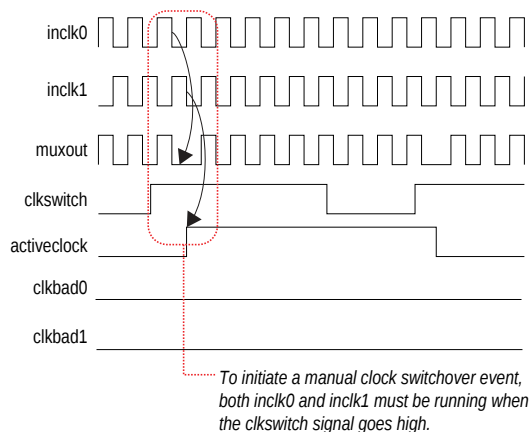 inclk0
inclk1
muxout
clkswitch
activeclock
clkbad0
clkbad1
To initiate a manual clock switchover event,
both inclk0 and inclk1 must be running when
the clkswitch signal goes high.